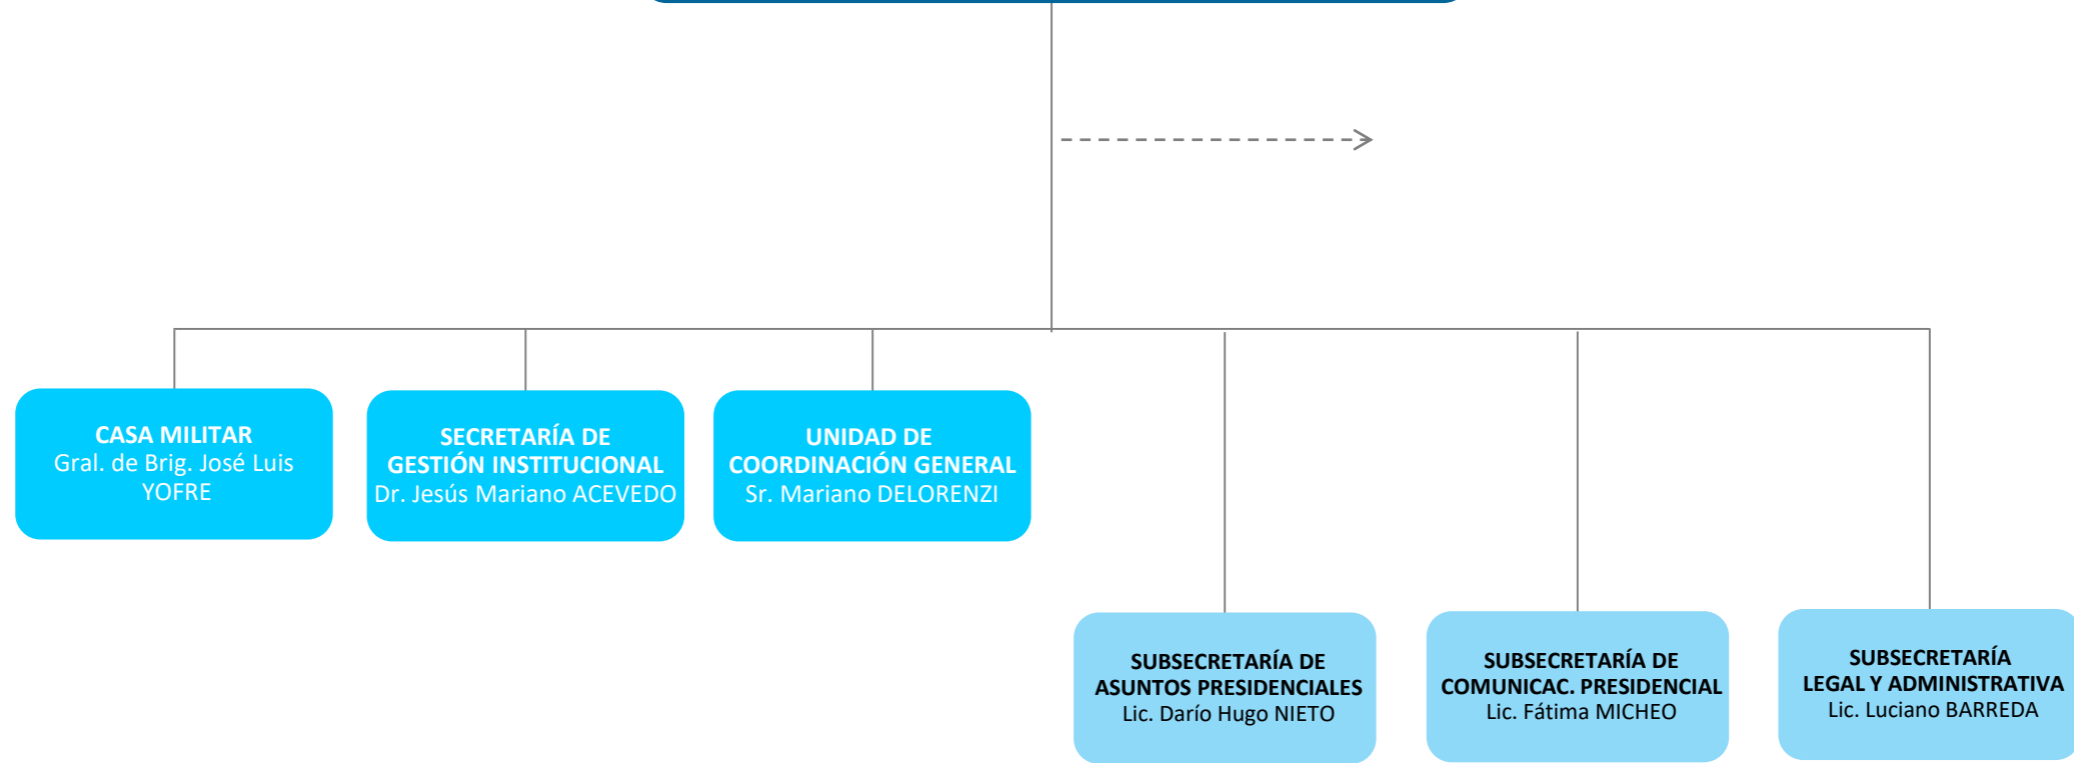 CASA MILITAR
Gral. de Brig. José Luis
YOFRE
SECRETARÍA DE
GESTIÓN INSTITUCIONAL
Dr. Jesús Mariano ACEVEDO
UNIDAD DE
COORDINACIÓN GENERAL
Sr. Mariano DELORENZI
SUBSECRETARÍA DE
ASUNTOS PRESIDENCIALES
Lic. Darío Hugo NIETO
SUBSECRETARÍA DE
COMUNICAC. PRESIDENCIAL
Lic. Fátima MICHEO
SUBSECRETARÍA
LEGAL Y ADMINISTRATIVA
Lic. Luciano BARREDA